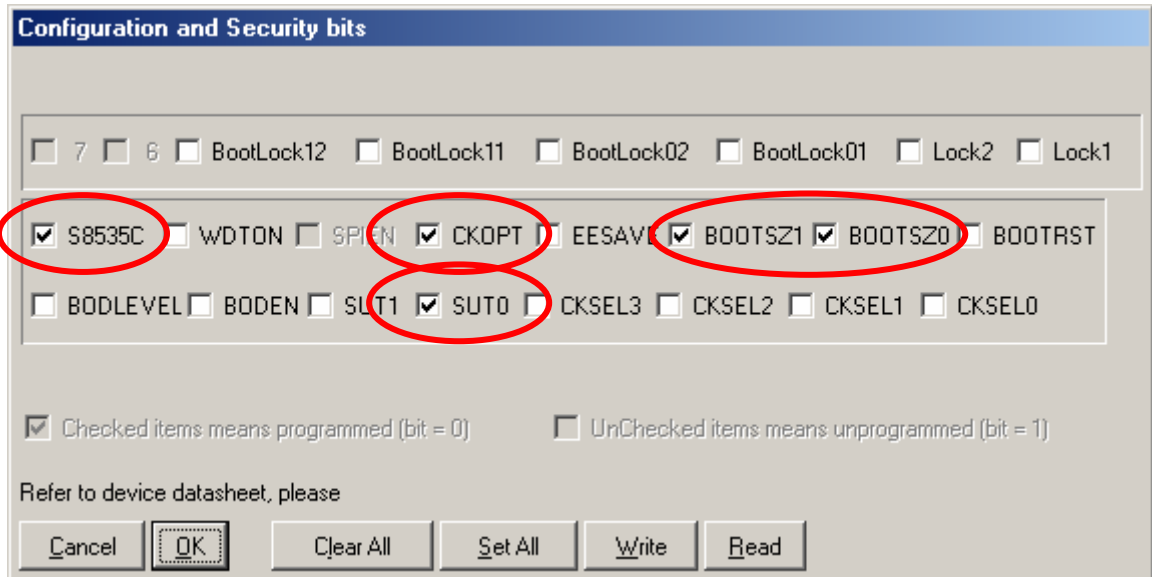 Configuration and Security bits
7 6 BootLock12 BootLock11 BootLock02 BootLock01 Lock2 Lock1
S8535C WDTON SPIEN CKOPT EESAVE BOOTSZ1 BOOTSZ0 BOOTRST
BODLEVEL BODEN SUT1 SUT0 CKSEL3 CKSEL2 CKSEL1 CKSEL0
Checked items means programmed (bit = 0) UnChecked items means unprogrammed (bit = 1)
Refer to device datasheet, please
Cancel OK Clear All Set All Write Read